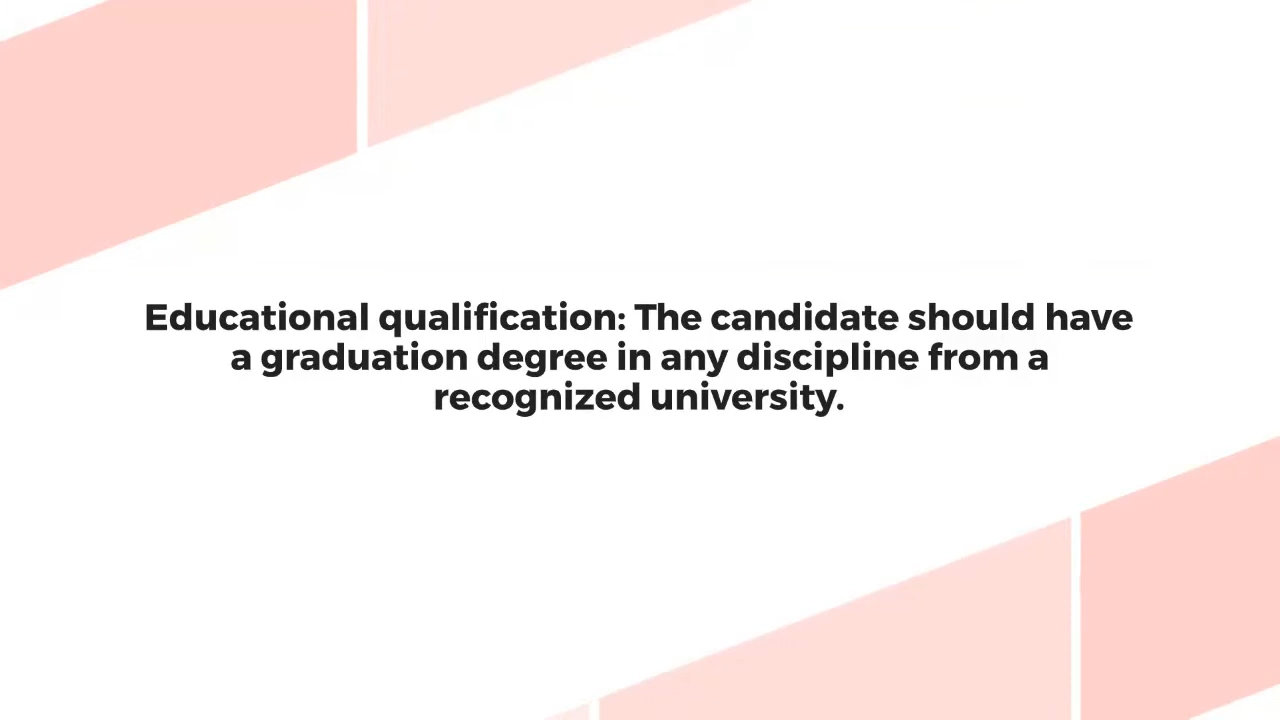 Educational qualification: The candidate should have
a graduation degree in any discipline from a
recognized university.